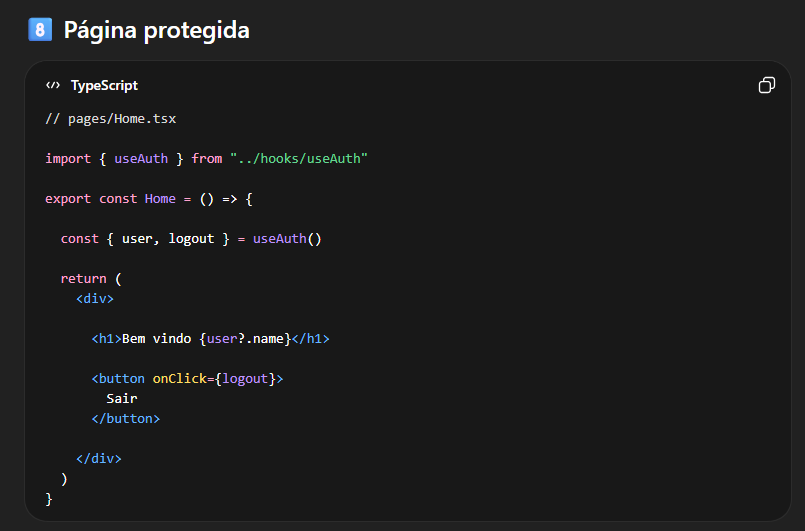 8 Página protegida
TypeScript
// pages/Home.tsx
import { useAuth } from "../hooks/useAuth"
export const Home = () => {
const { user, logout } = useAuth()
return (
<div>
<h1>Bem vindo {user?.name}</h1>
<button onClick={logout}>
Sair
</button>
</div>
)
}